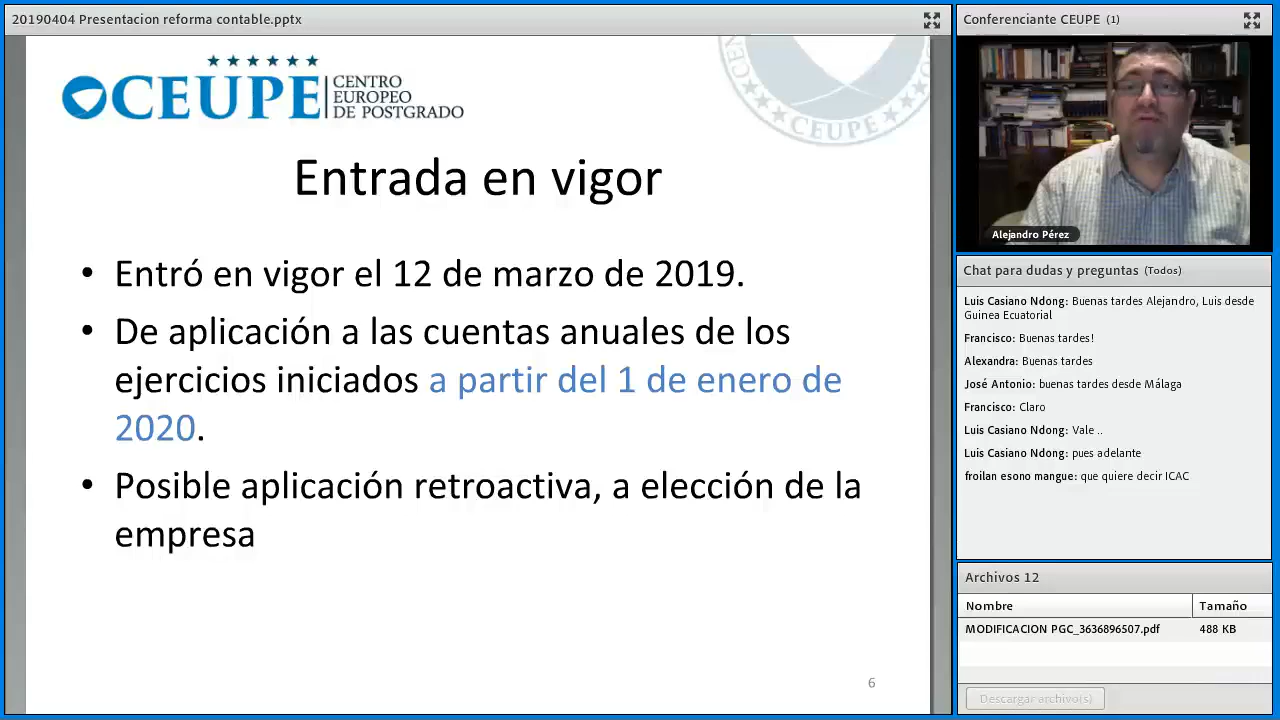 20190404 Presentacion reforma contable.pptx
CEUPE
CENTRO
EUROPEO
DE POSTGRADO
CEUPE
Entrada en vigor
• Entró en vigor el 12 de marzo de 2019.
• De aplicación a las cuentas anuales de los
ejercicios iniciados a partir del 1 de enero de
2020.
• Posible aplicación retroactiva, a elección de la
empresa
6
Conferenciante CEUPE (1)
Alejandro Pérez
Chat para dudas y preguntas (Todos)
Luis Casiano Ndong: Buenas tardes Alejandro, Luis desde
Guinea Ecuatorial
Francisco: Buenas tardes!
Alexandra: Buenas tardes
José Antonio: buenas tardes desde Málaga
Francisco: Claro
Luis Casiano Ndong: Vale ..
Luis Casiano Ndong: pues adelante
froilan esono mangue: que quiere decir ICAC
Archivos 12
Nombre Tamaño
MODIFICACION PGC_3636896507.pdf 488 KB
Descargar archivo(s)